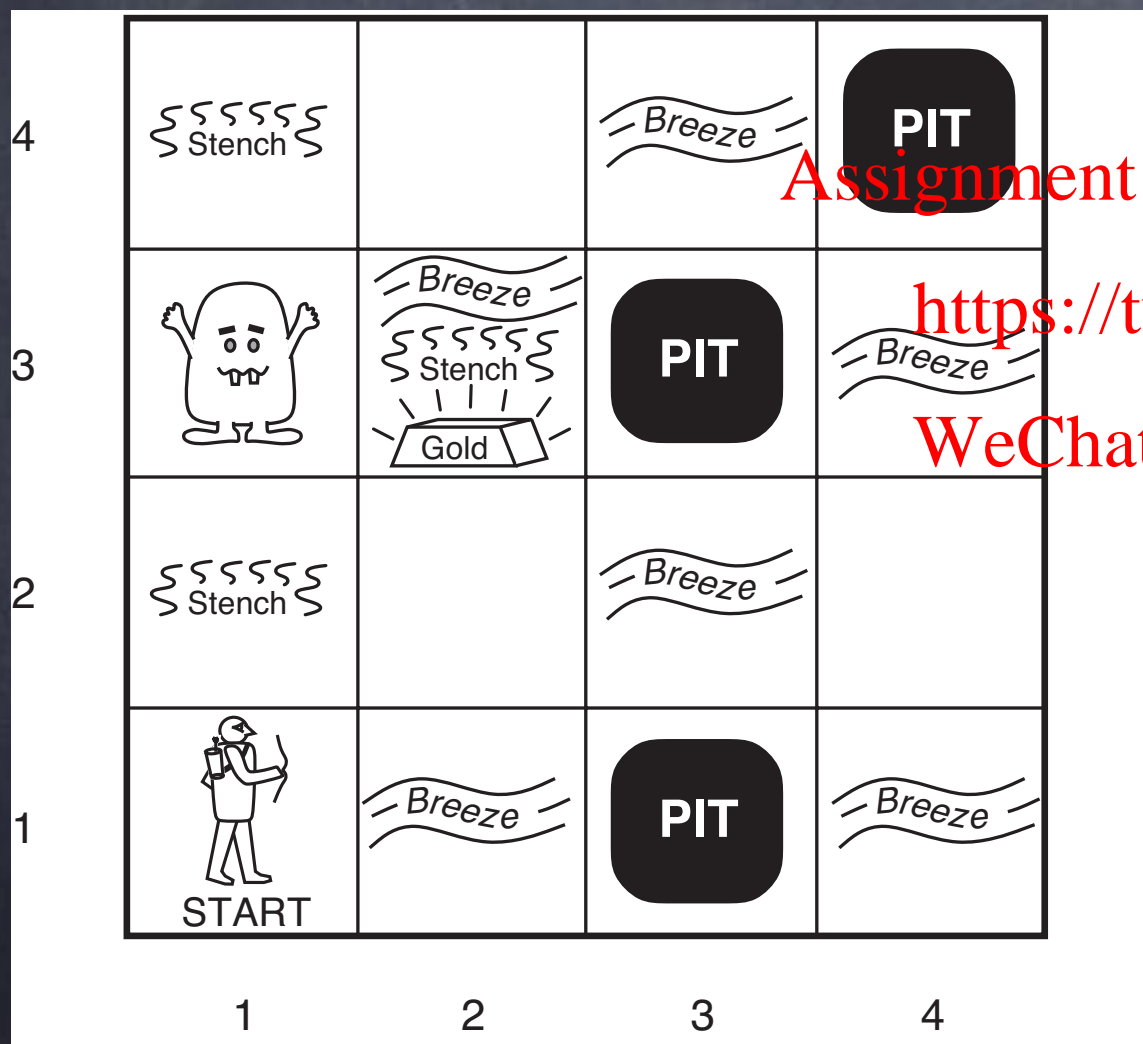 4
Stench
Breeze
PIT
Assignment
3
Breeze
Stench
Gold
PIT
Breeze
https://t
WeChat
2
Stench
Breeze
1
START
Breeze
PIT
Breeze
1 2 3 4